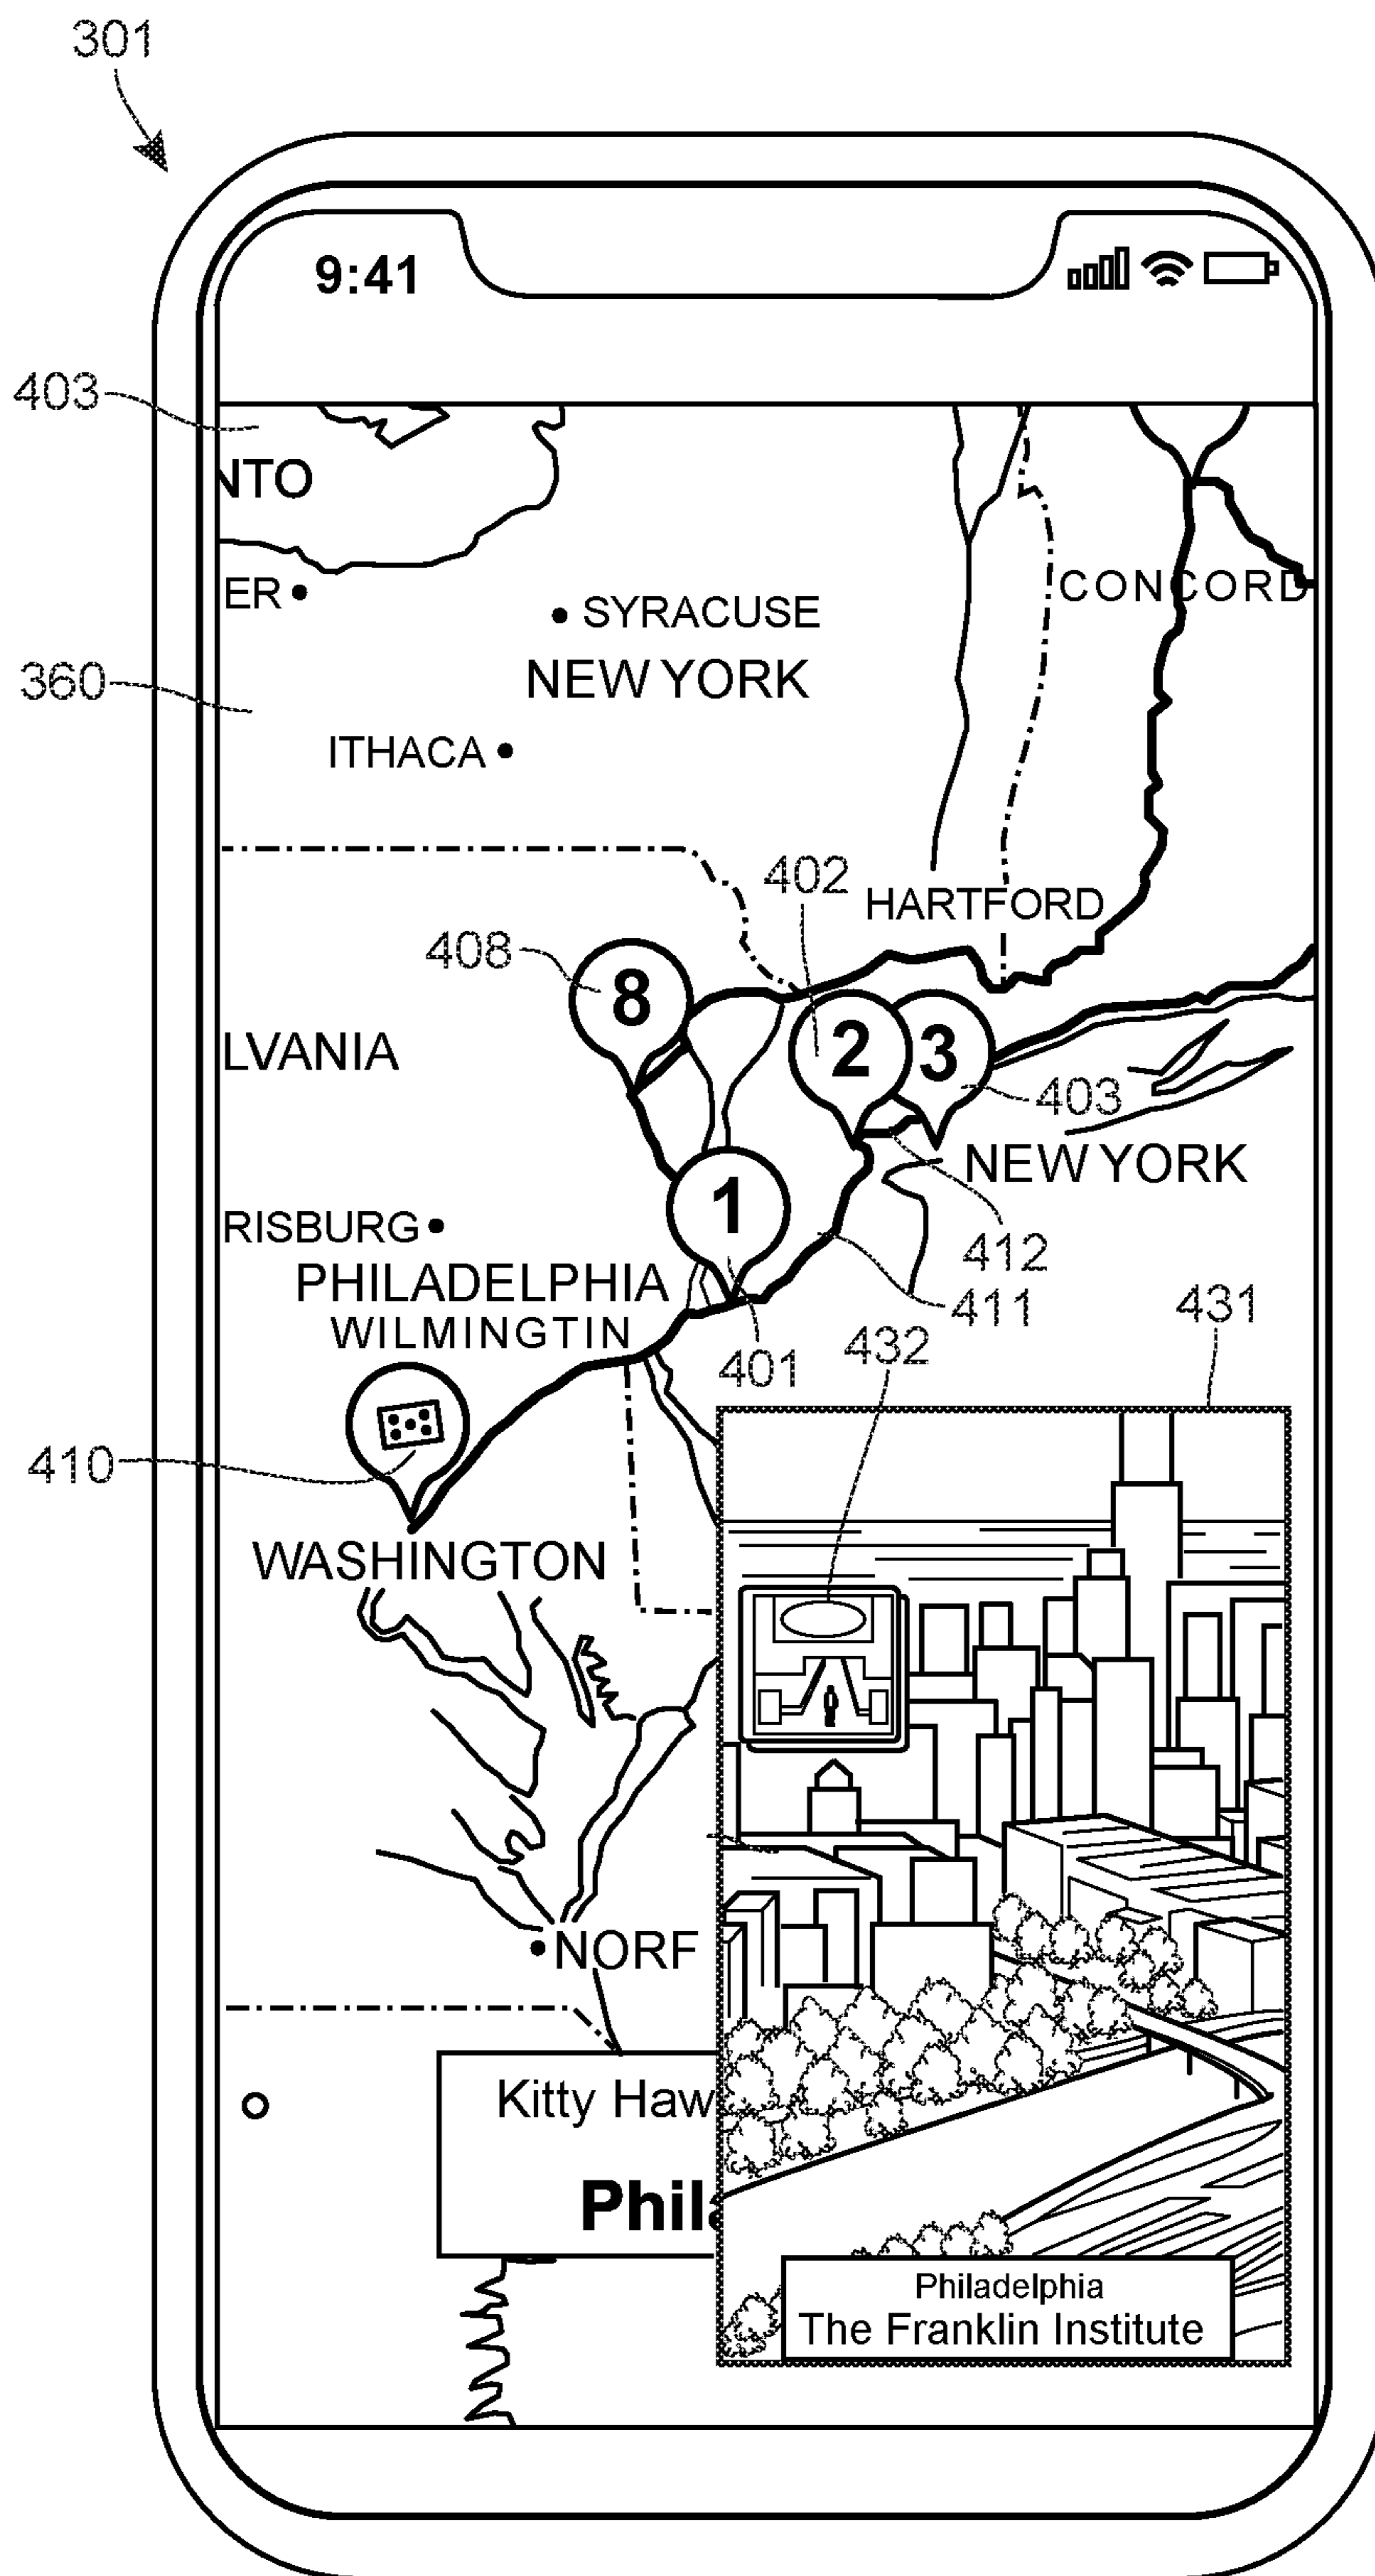 301
9:41
403
NTO
ER
SYRACUSE
CONCORD
NEW YORK
360
ITHACA
402
HARTFORD
408
8
2
3
LVANIA
403
NEW YORK
1
RISBURG
412
PHILADELPHIA
411
431
WILMINGTIN
401
432
410
WASHINGTON
NORF
Kitty Haw
Phila
Philadelphia
The Franklin Institute